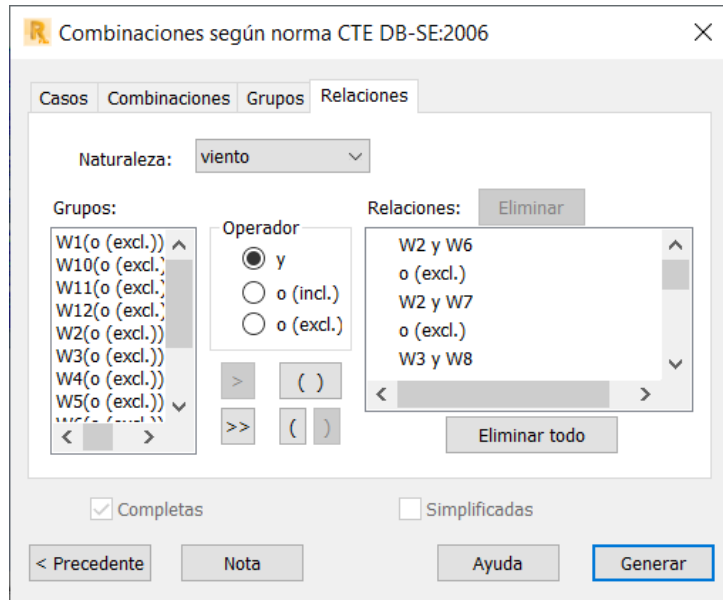 Combinaciones según norma CTE DB-SE:2006
Casos Combinaciones Grupos Relaciones
Naturaleza: viento
Grupos:
W1(o (excl.))
W10(o (excl.)
W11(o (excl.)
W12(o (excl.)
W2(o (excl.))
W3(o (excl.))
W4(o (excl.))
W5(o (excl.))
Operador
y
o (incl.)
o (excl.)
>
( )
>>
(
)
Relaciones: Eliminar
W2 y W6
o (excl.)
W2 y W7
o (excl.)
W3 y W8
Eliminar todo
Completas Simplificadas
< Precedente Nota Ayuda Generar